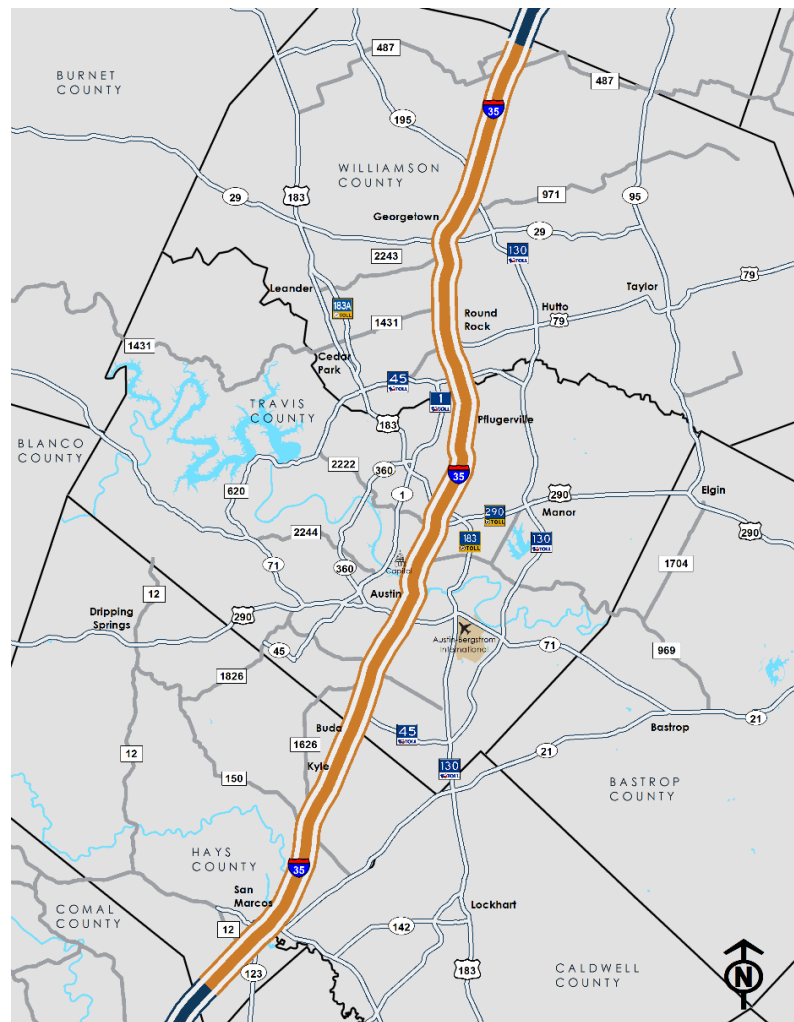 487
BURNET
COUNTY
487
35
195
WILLIAMSON
COUNTY
971
183
95
29
Georgetown
29
130
TOLL
2243
79
Leander
Taylor
183A
TOLL
Hutto
Round
Rock
79
1431
1431
Cedar
Park
45
TOLL
1
TOLL
TRAVIS
COUNTY
Pflugerville
183
BLANCO
COUNTY
2222
360
35
620
1
290
Elgin
290
TOLL
Manor
2244
183
TOLL
130
TOLL
290
360
71
Capitol
1704
12
Austin
Dripping
Springs
290
Austin-Bergstrom
International
71
45
969
1826
21
Buda
45
TOLL
Bastrop
1626
21
12
Kyle
130
TOLL
150
BASTROP
COUNTY
HAYS
COUNTY
35
San
Marcos
Lockhart
COMAL
COUNTY
12
142
123
183
CALDWELL
COUNTY
N